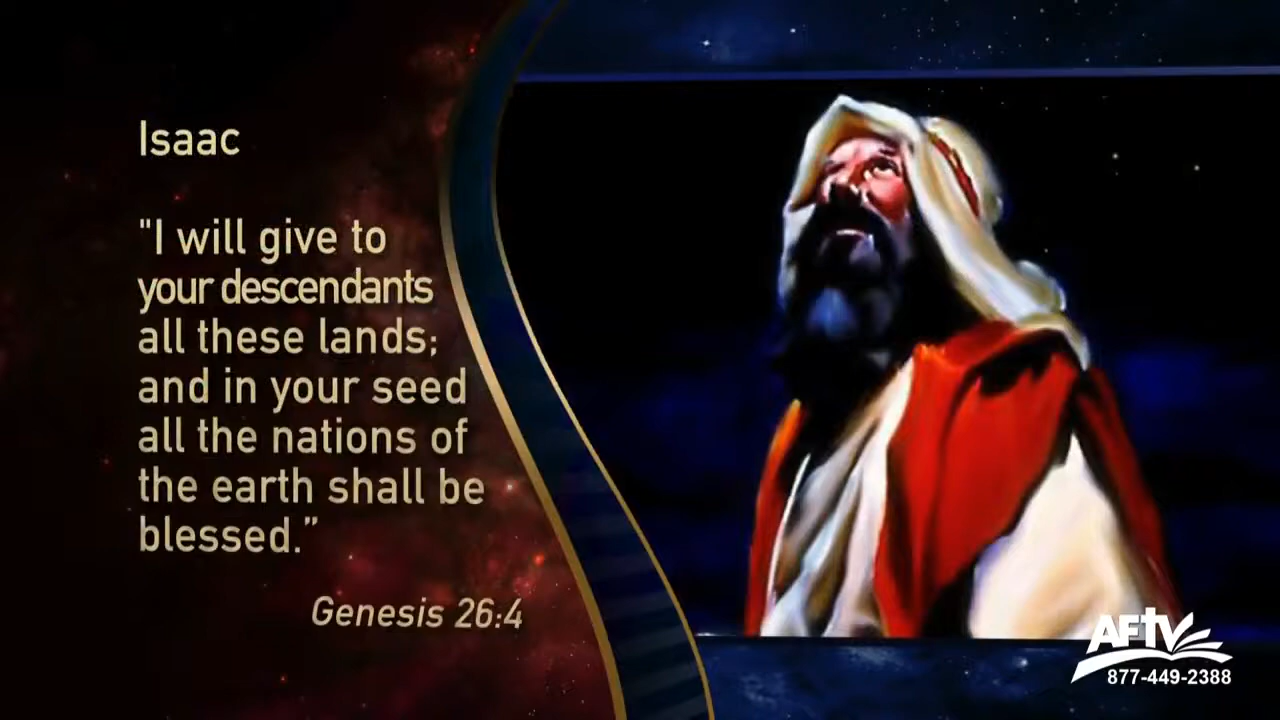 Isaac
"I will give to
your descendants
all these lands;
and in your seed
all the nations of
the earth shall be
blessed.”
Genesis 26:4
AFtv
877-449-2388